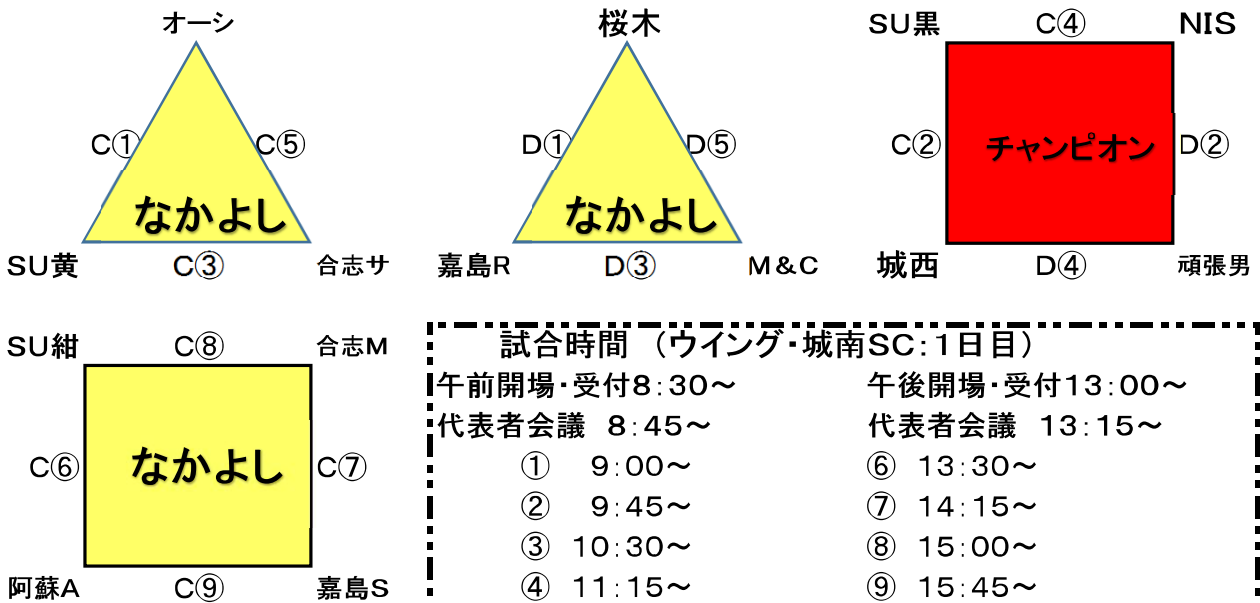 オーシ
C① C⑤
なかよし
SU黄 C③ 合志サ
桜木
D① D⑤
なかよし
嘉島R D③ M&C
SU黒 C④ NIS
C② チャンピオン D②
城西 D④ 頑張男
SU紺 C⑧ 合志M
C⑥ なかよし C⑦
阿蘇A C⑨ 嘉島S
試合時間 (ウイング・城南SC:1日目)
午前開場・受付8:30~ 午後開場・受付13:00~
代表者会議 8:45~ 代表者会議 13:15~
① 9:00~ ⑥ 13:30~
② 9:45~ ⑦ 14:15~
③ 10:30~ ⑧ 15:00~
④ 11:15~ ⑨ 15:45~